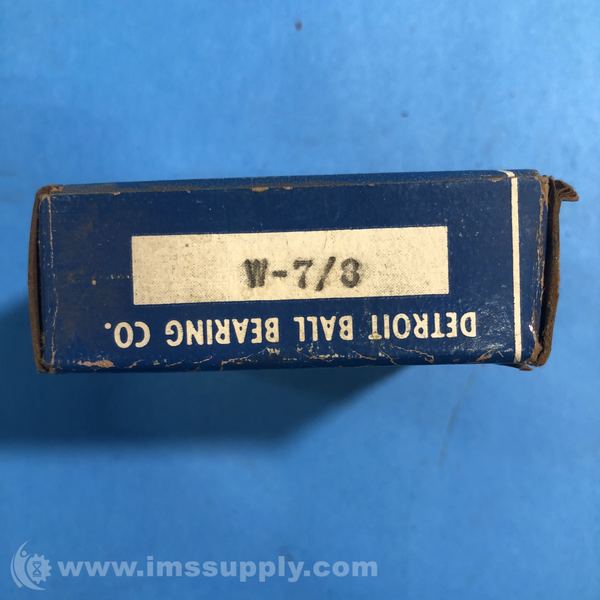 W-7/8
DETROIT BALL BEARING CO.
www.imssupply.com